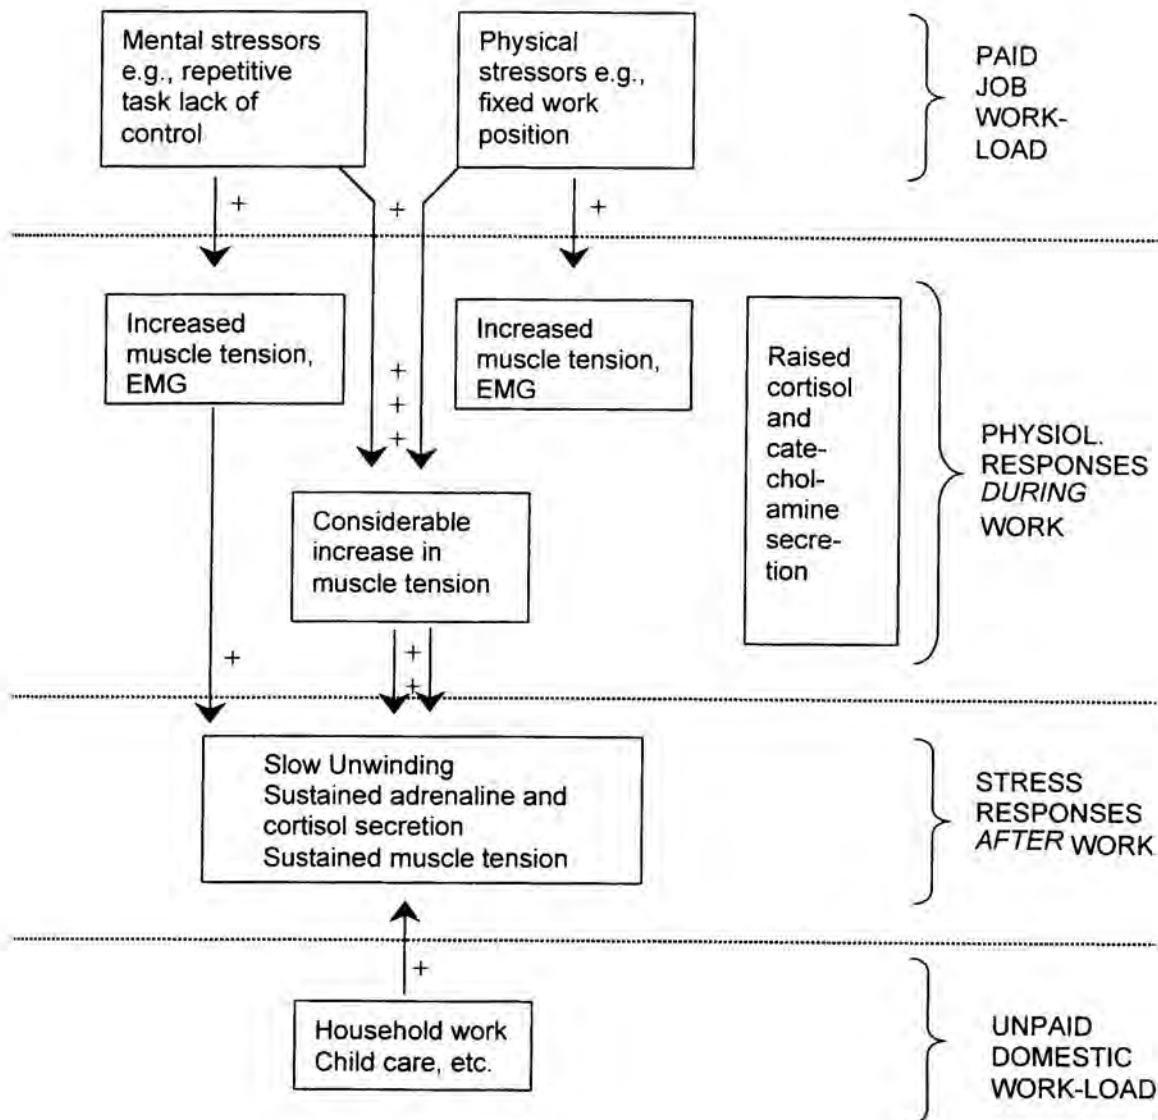 Mental stressors
e.g., repetitive
task lack of
control
Physical
stressors e.g.,
fixed work
position
PAID
JOB
WORK-
LOAD
+
+
+
Increased
muscle tension,
EMG
+
+
+
Increased
muscle tension,
EMG
Raised
cortisol
and
cate-
chol-
amine
secre-
tion
PHYSIOL.
RESPONSES
DURING
WORK
Considerable
increase in
muscle tension
+
+
+
Slow Unwinding
Sustained adrenaline and
cortisol secretion
Sustained muscle tension
STRESS
RESPONSES
AFTER WORK
+
Household work
Child care, etc.
UNPAID
DOMESTIC
WORK-LOAD